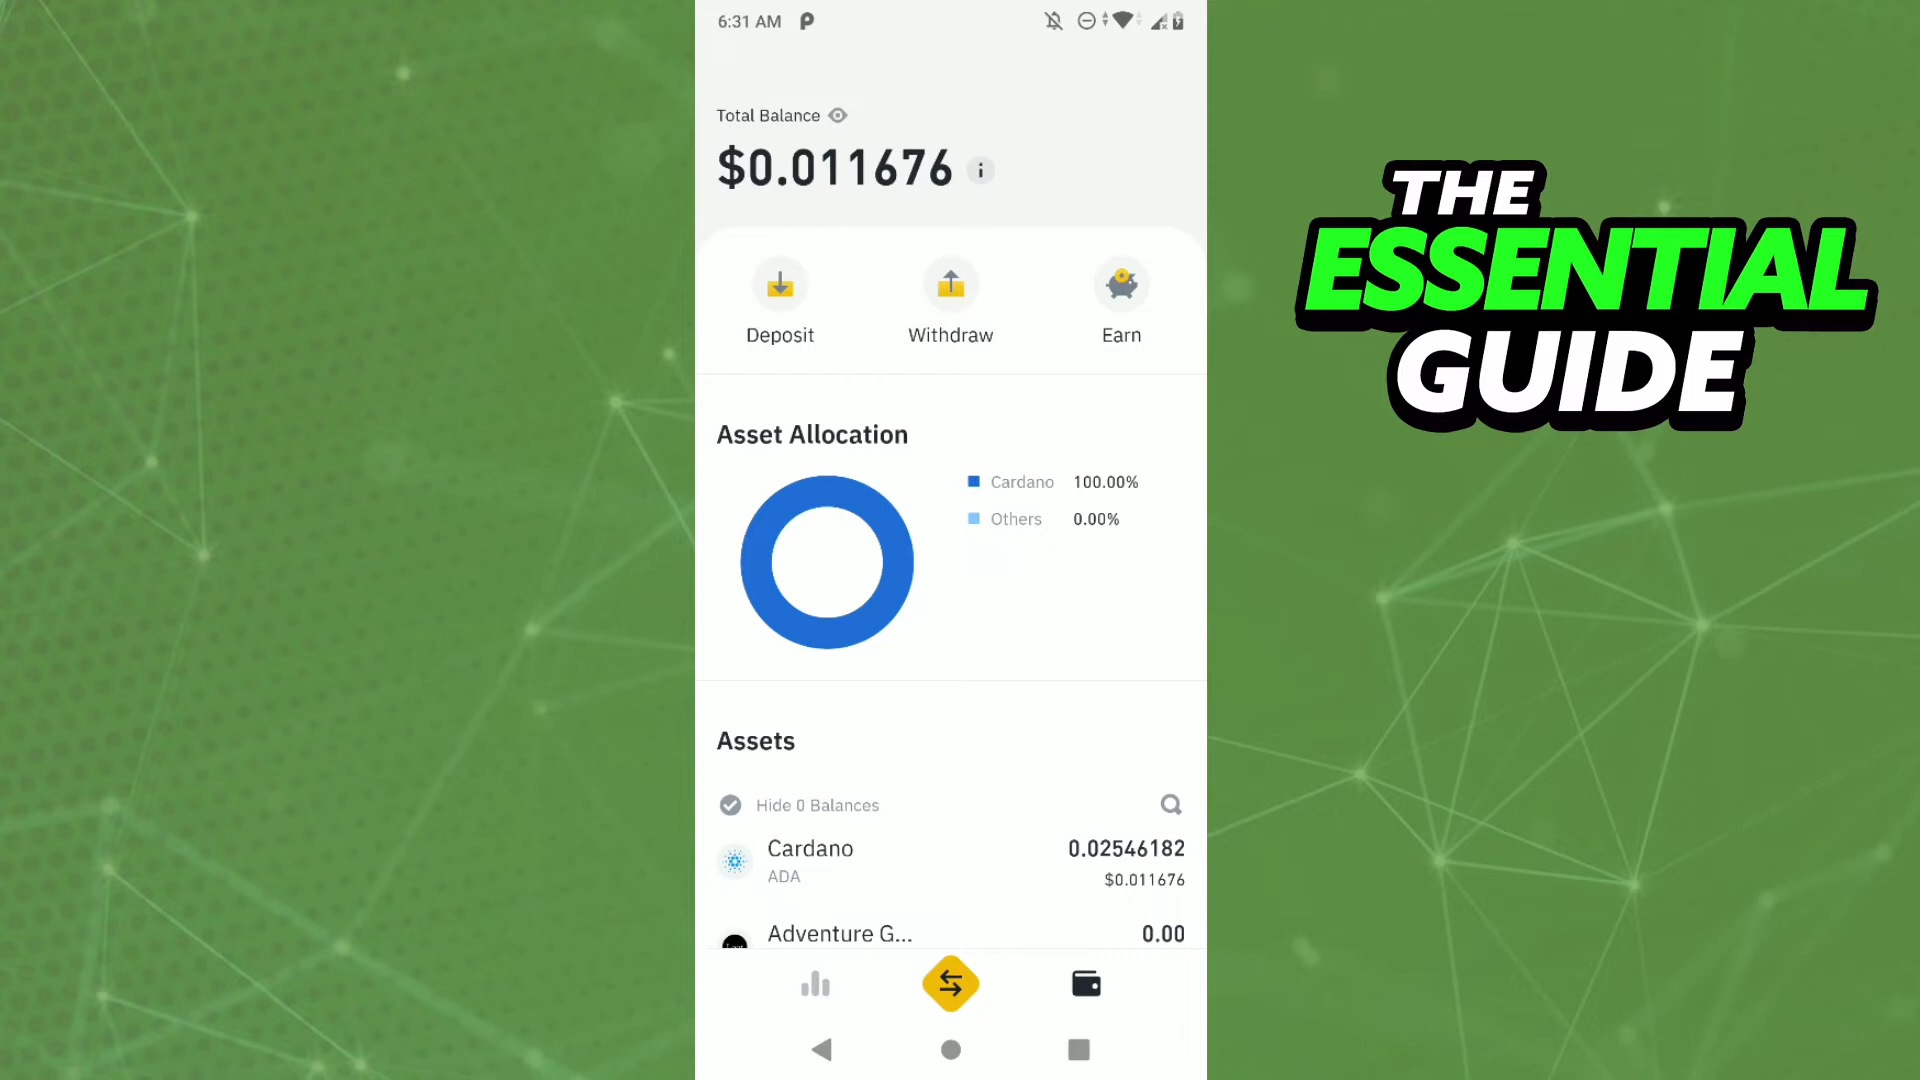 6:31 AM
Total Balance
$0.011676
Deposit
Withdraw
Earn
Asset Allocation
Cardano 100.00%
Others 0.00%
Assets
Hide 0 Balances
Cardano 0.02546182
ADA $0.011676
Adventure G... 0.00
THE
ESSENTIAL
GUIDE